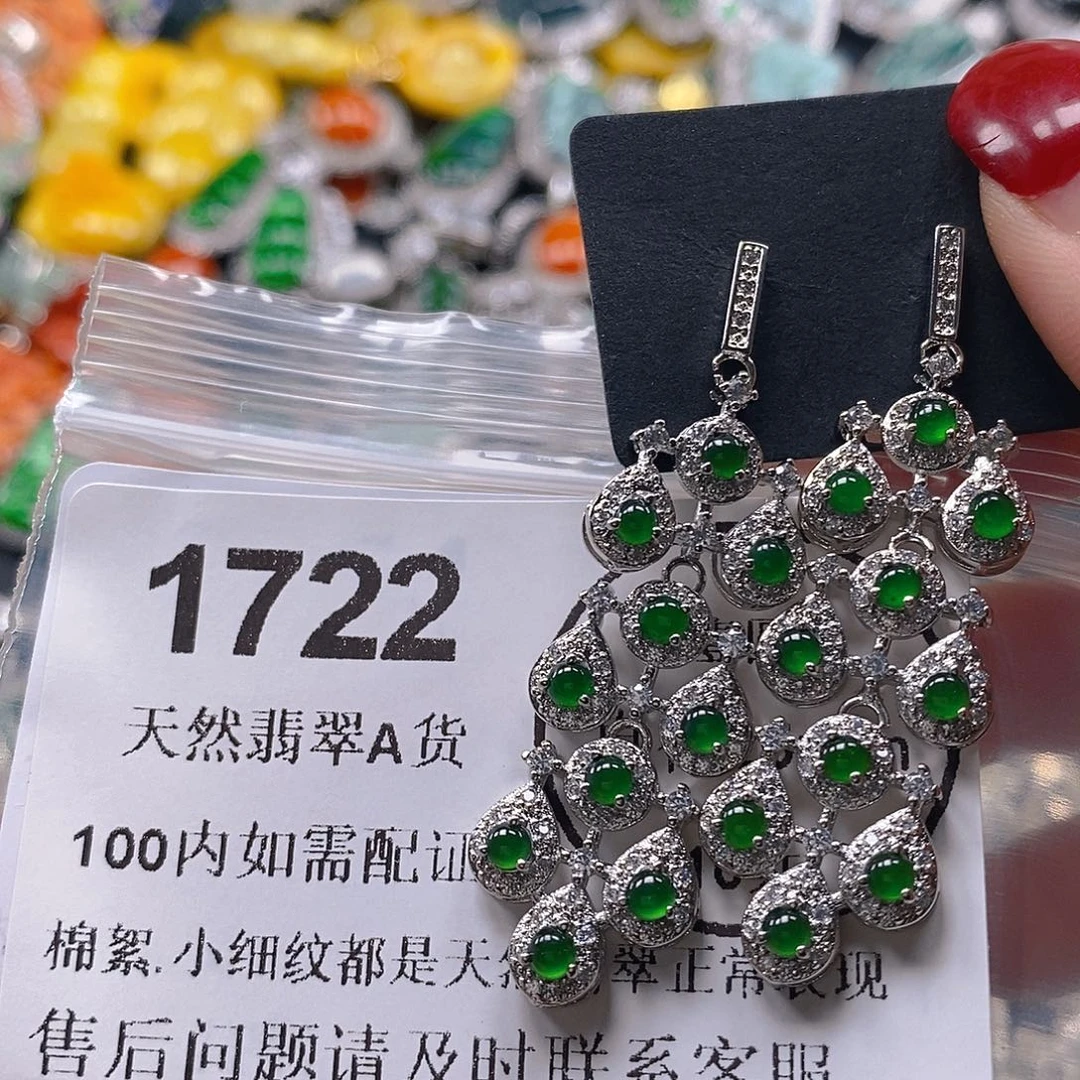 1722
天然翡翠A货
100内如需配证
棉絮.小细纹都是天然翡翠正常表现
售后问题请及时联系客服